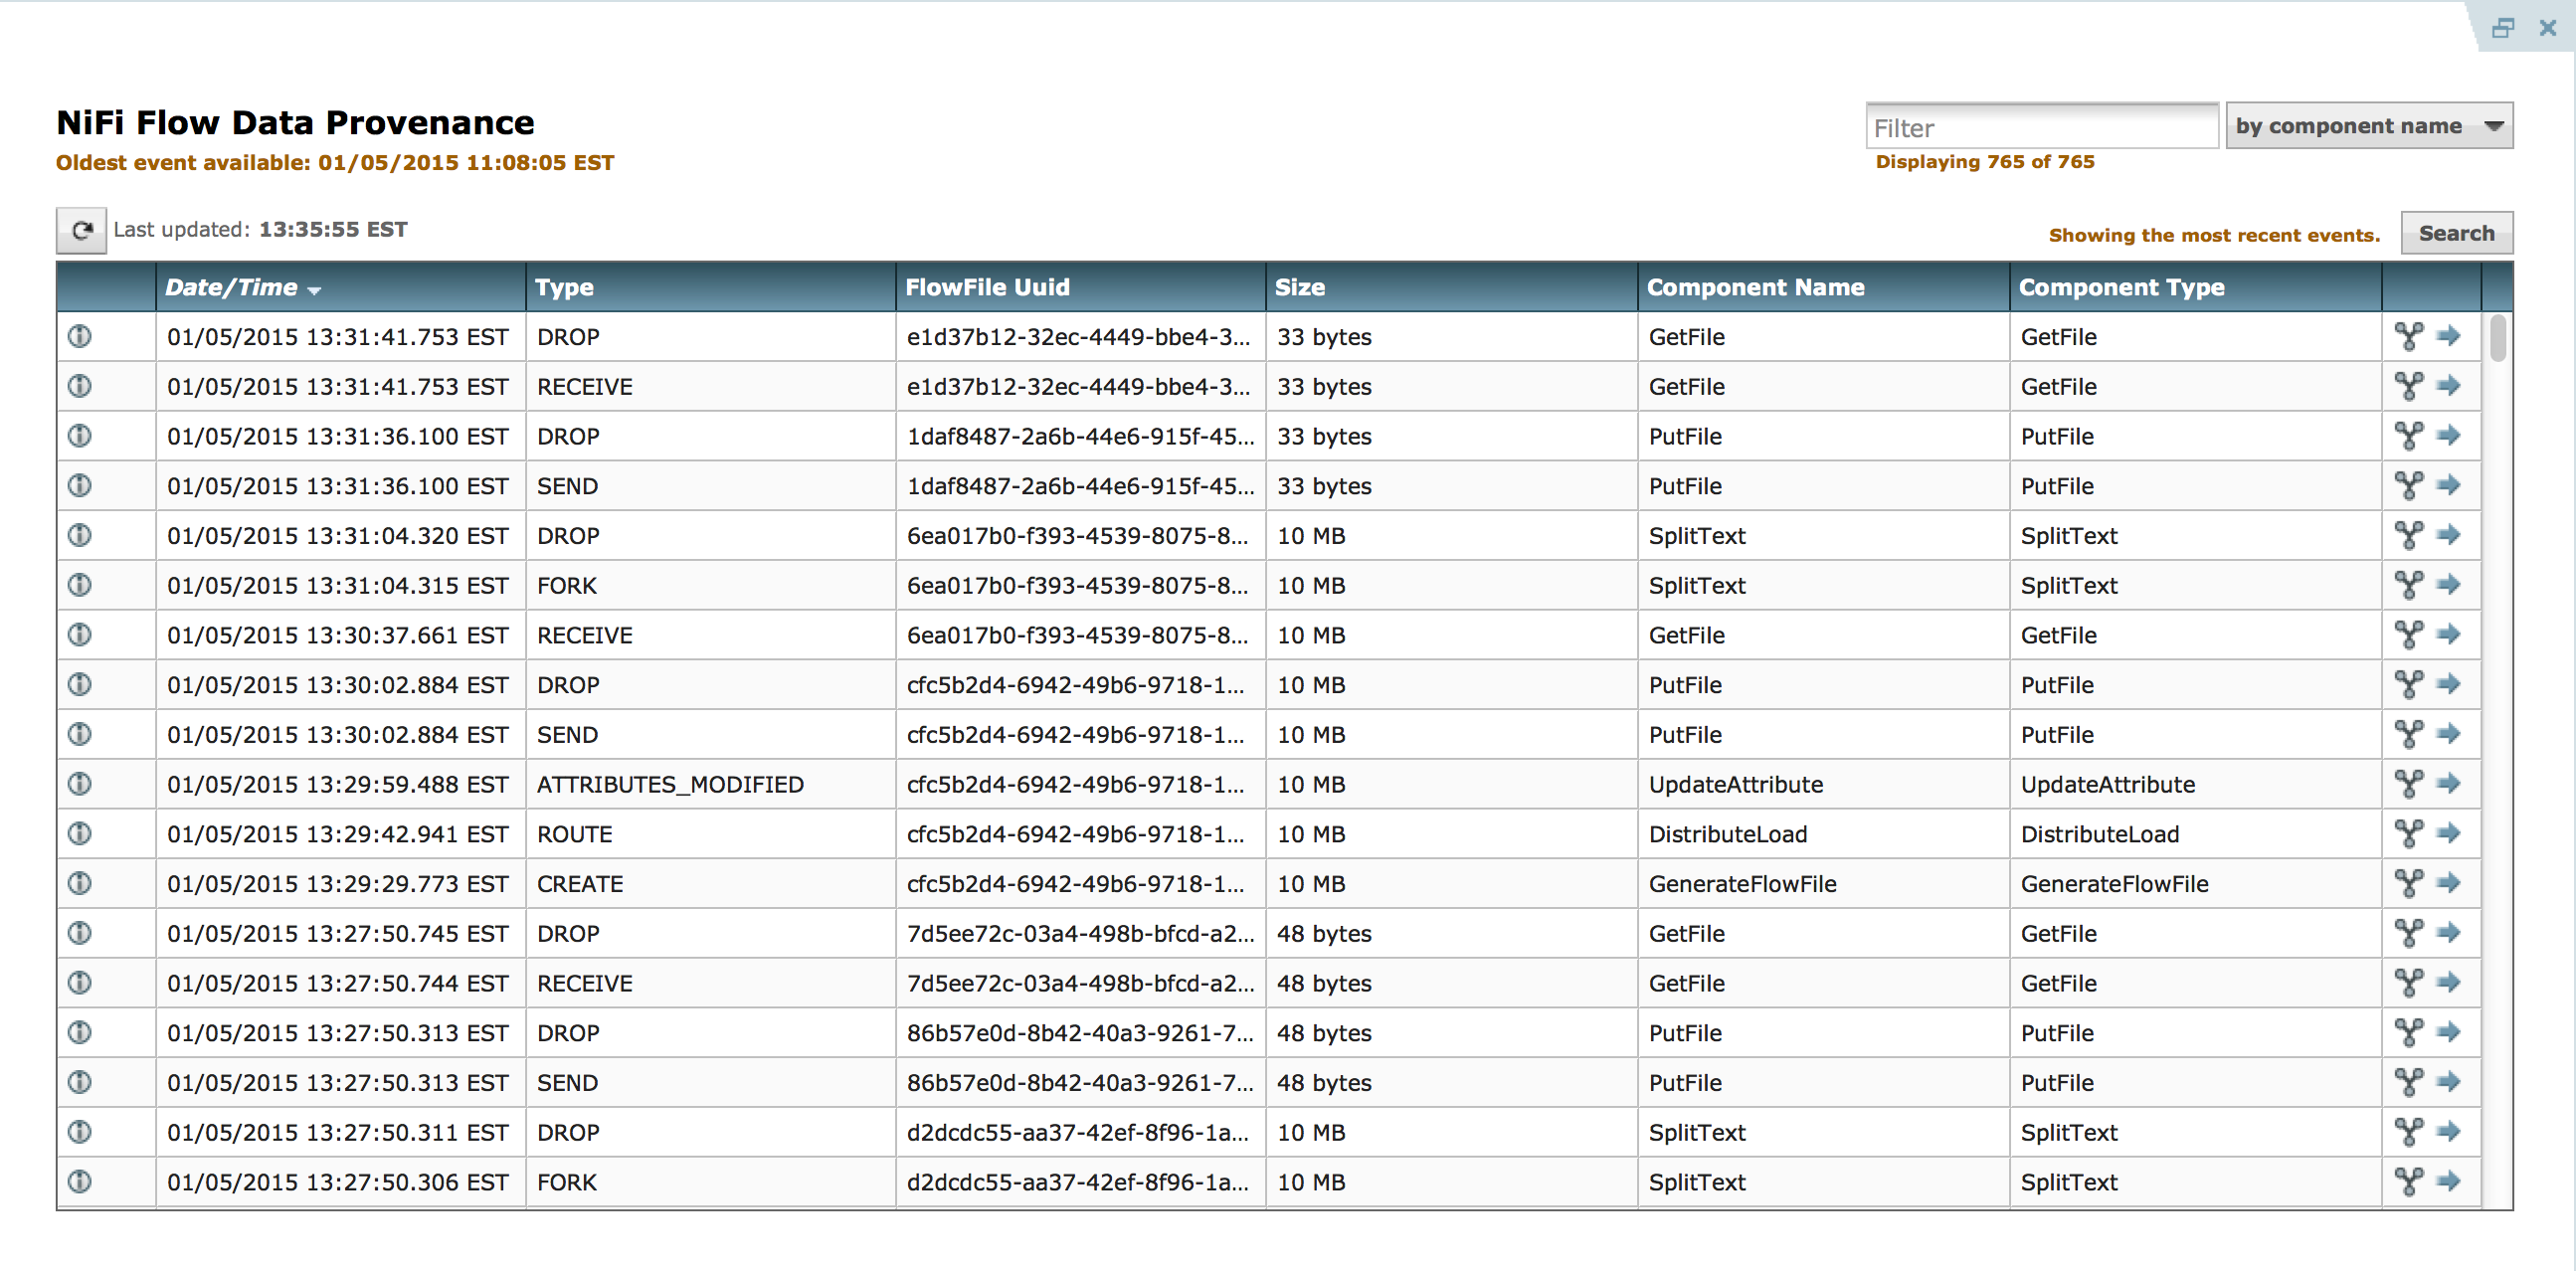 NiFi Flow Data Provenance
Oldest event available: 01/05/2015 11:08:05 EST
Filter
by component name
Displaying 765 of 765
Last updated: 13:35:55 EST
Showing the most recent events.
Search
Date/Time Type FlowFile Uuid Size Component Name Component Type
01/05/2015 13:31:41.753 EST DROP e1d37b12-32ec-4449-bbe4-3... 33 bytes GetFile GetFile
01/05/2015 13:31:41.753 EST RECEIVE e1d37b12-32ec-4449-bbe4-3... 33 bytes GetFile GetFile
01/05/2015 13:31:36.100 EST DROP 1daf8487-2a6b-44e6-915f-45... 33 bytes PutFile PutFile
01/05/2015 13:31:36.100 EST SEND 1daf8487-2a6b-44e6-915f-45... 33 bytes PutFile PutFile
01/05/2015 13:31:04.320 EST DROP 6ea017b0-f393-4539-8075-8... 10 MB SplitText SplitText
01/05/2015 13:31:04.315 EST FORK 6ea017b0-f393-4539-8075-8... 10 MB SplitText SplitText
01/05/2015 13:30:37.661 EST RECEIVE 6ea017b0-f393-4539-8075-8... 10 MB GetFile GetFile
01/05/2015 13:30:02.884 EST DROP cfc5b2d4-6942-49b6-9718-1... 10 MB PutFile PutFile
01/05/2015 13:30:02.884 EST SEND cfc5b2d4-6942-49b6-9718-1... 10 MB PutFile PutFile
01/05/2015 13:29:59.488 EST ATTRIBUTES_MODIFIED cfc5b2d4-6942-49b6-9718-1... 10 MB UpdateAttribute UpdateAttribute
01/05/2015 13:29:42.941 EST ROUTE cfc5b2d4-6942-49b6-9718-1... 10 MB DistributeLoad DistributeLoad
01/05/2015 13:29:29.773 EST CREATE cfc5b2d4-6942-49b6-9718-1... 10 MB GenerateFlowFile GenerateFlowFile
01/05/2015 13:27:50.745 EST DROP 7d5ee72c-03a4-498b-bfcd-a2... 48 bytes GetFile GetFile
01/05/2015 13:27:50.744 EST RECEIVE 7d5ee72c-03a4-498b-bfcd-a2... 48 bytes GetFile GetFile
01/05/2015 13:27:50.313 EST DROP 86b57e0d-8b42-40a3-9261-7... 48 bytes PutFile PutFile
01/05/2015 13:27:50.313 EST SEND 86b57e0d-8b42-40a3-9261-7... 48 bytes PutFile PutFile
01/05/2015 13:27:50.311 EST DROP d2dcdc55-aa37-42ef-8f96-1a... 10 MB SplitText SplitText
01/05/2015 13:27:50.306 EST FORK d2dcdc55-aa37-42ef-8f96-1a... 10 MB SplitText SplitText